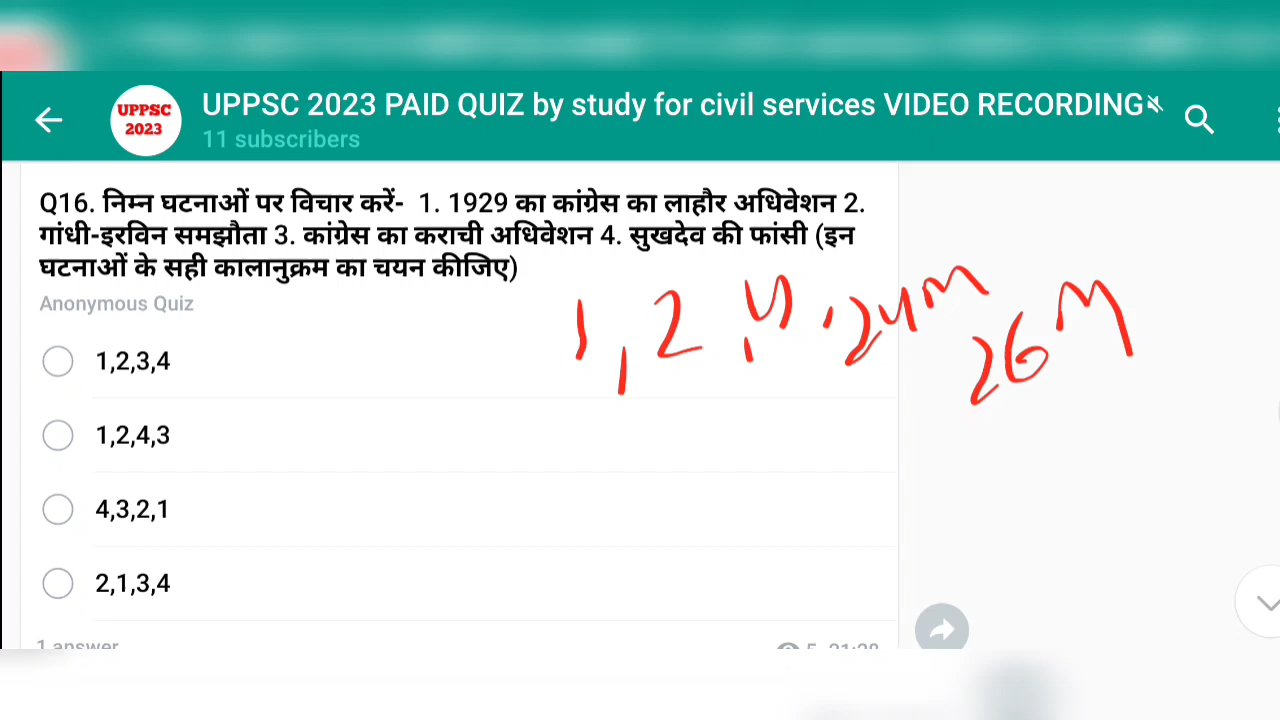 UPPSC
2023
UPPSC 2023 PAID QUIZ by study for civil services VIDEO RECORDING
11 subscribers
Q16. निम्न घटनाओं पर विचार करें- 1. 1929 का कांग्रेस का लाहौर अधिवेशन 2.
गांधी-इरविन समझौता 3. कांग्रेस का कराची अधिवेशन 4. सुखदेव की फांसी (इन
घटनाओं के सही कालानुक्रम का चयन कीजिए)
Anonymous Quiz
1, 2, 4, 24M
26 M
1,2,3,4
1,2,4,3
4,3,2,1
2,1,3,4
1 answer